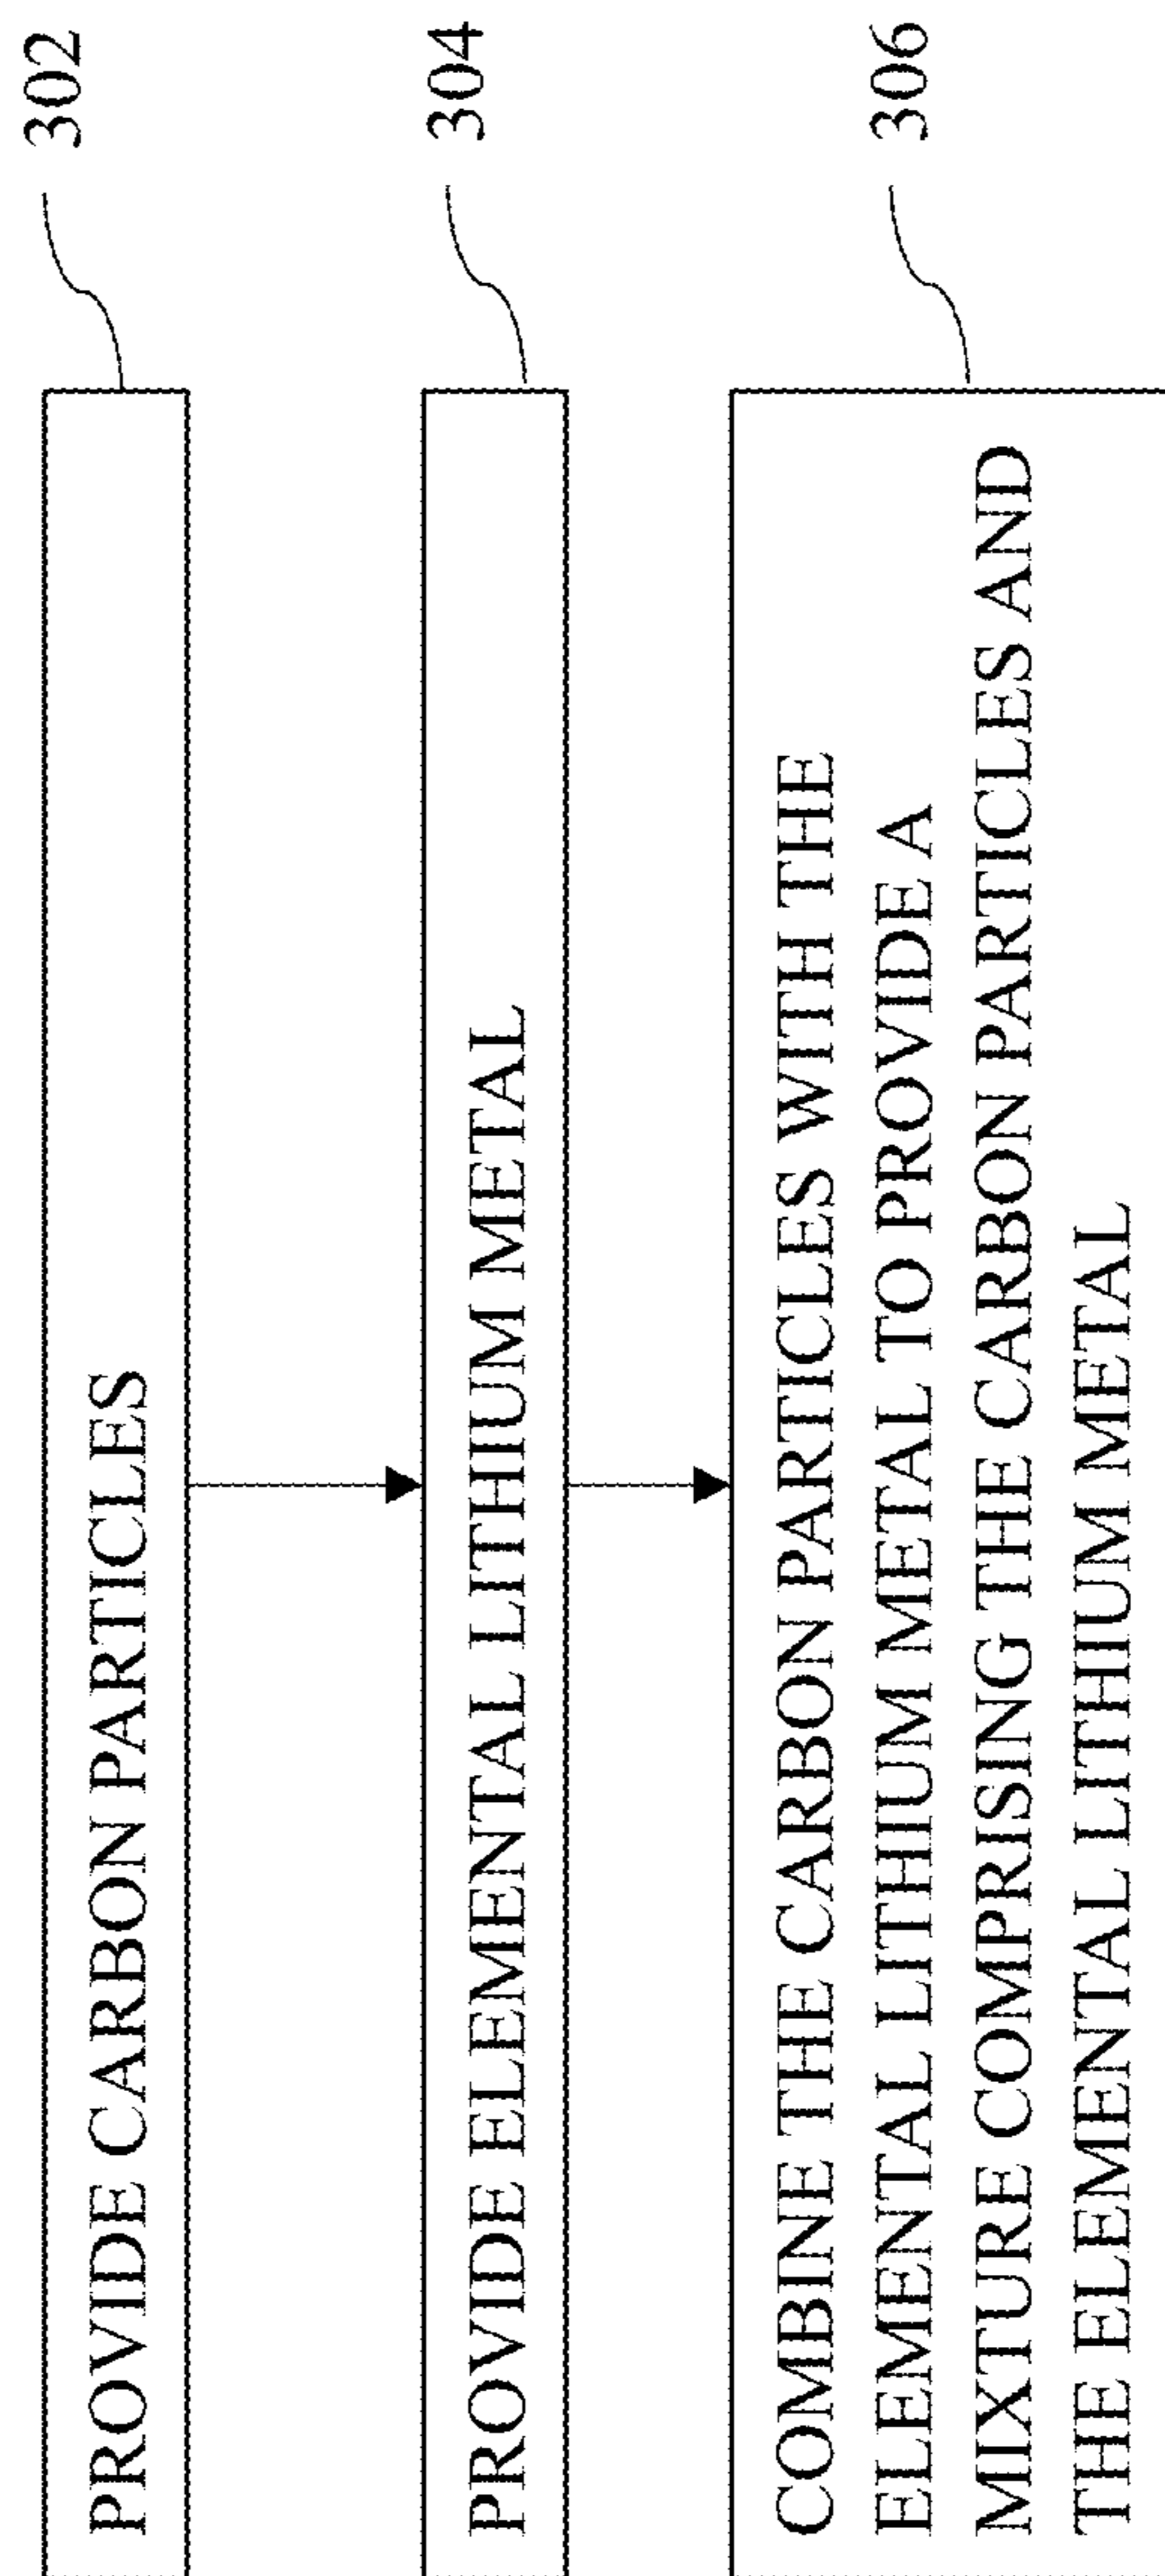 PROVIDE CARBON PARTICLES
302
PROVIDE ELEMENTAL LITHIUM METAL
304
COMBINE THE CARBON PARTICLES WITH THE
ELEMENTAL LITHIUM METAL TO PROVIDE A
MIXTURE COMPRISING THE CARBON PARTICLES AND
THE ELEMENTAL LITHIUM METAL
306